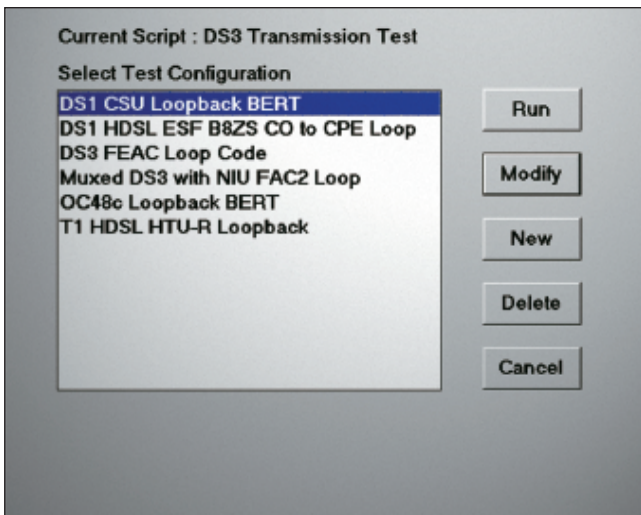 Current Script : DS3 Transmission Test
Select Test Configuration
DS1 CSU Loopback BERT
DS1 HDSL ESF B8ZS CO to CPE Loop
DS3 FEAC Loop Code
Muxed DS3 with NIU FAC2 Loop
OC48c Loopback BERT
T1 HDSL HTU-R Loopback
Run
Modify
New
Delete
Cancel